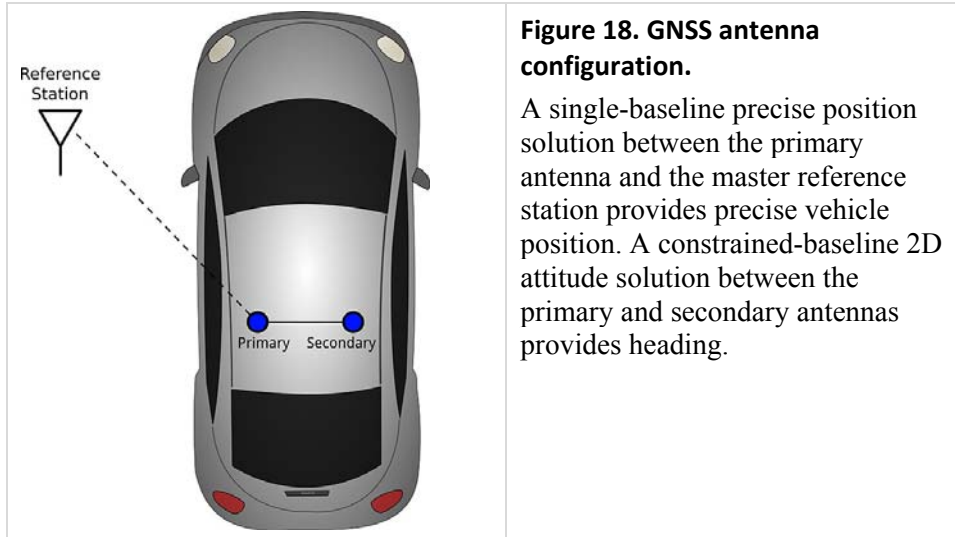 Reference
Station
Primary Secondary
Figure 18. GNSS antenna
configuration.
A single-baseline precise position
solution between the primary
antenna and the master reference
station provides precise vehicle
position. A constrained-baseline 2D
attitude solution between the
primary and secondary antennas
provides heading.